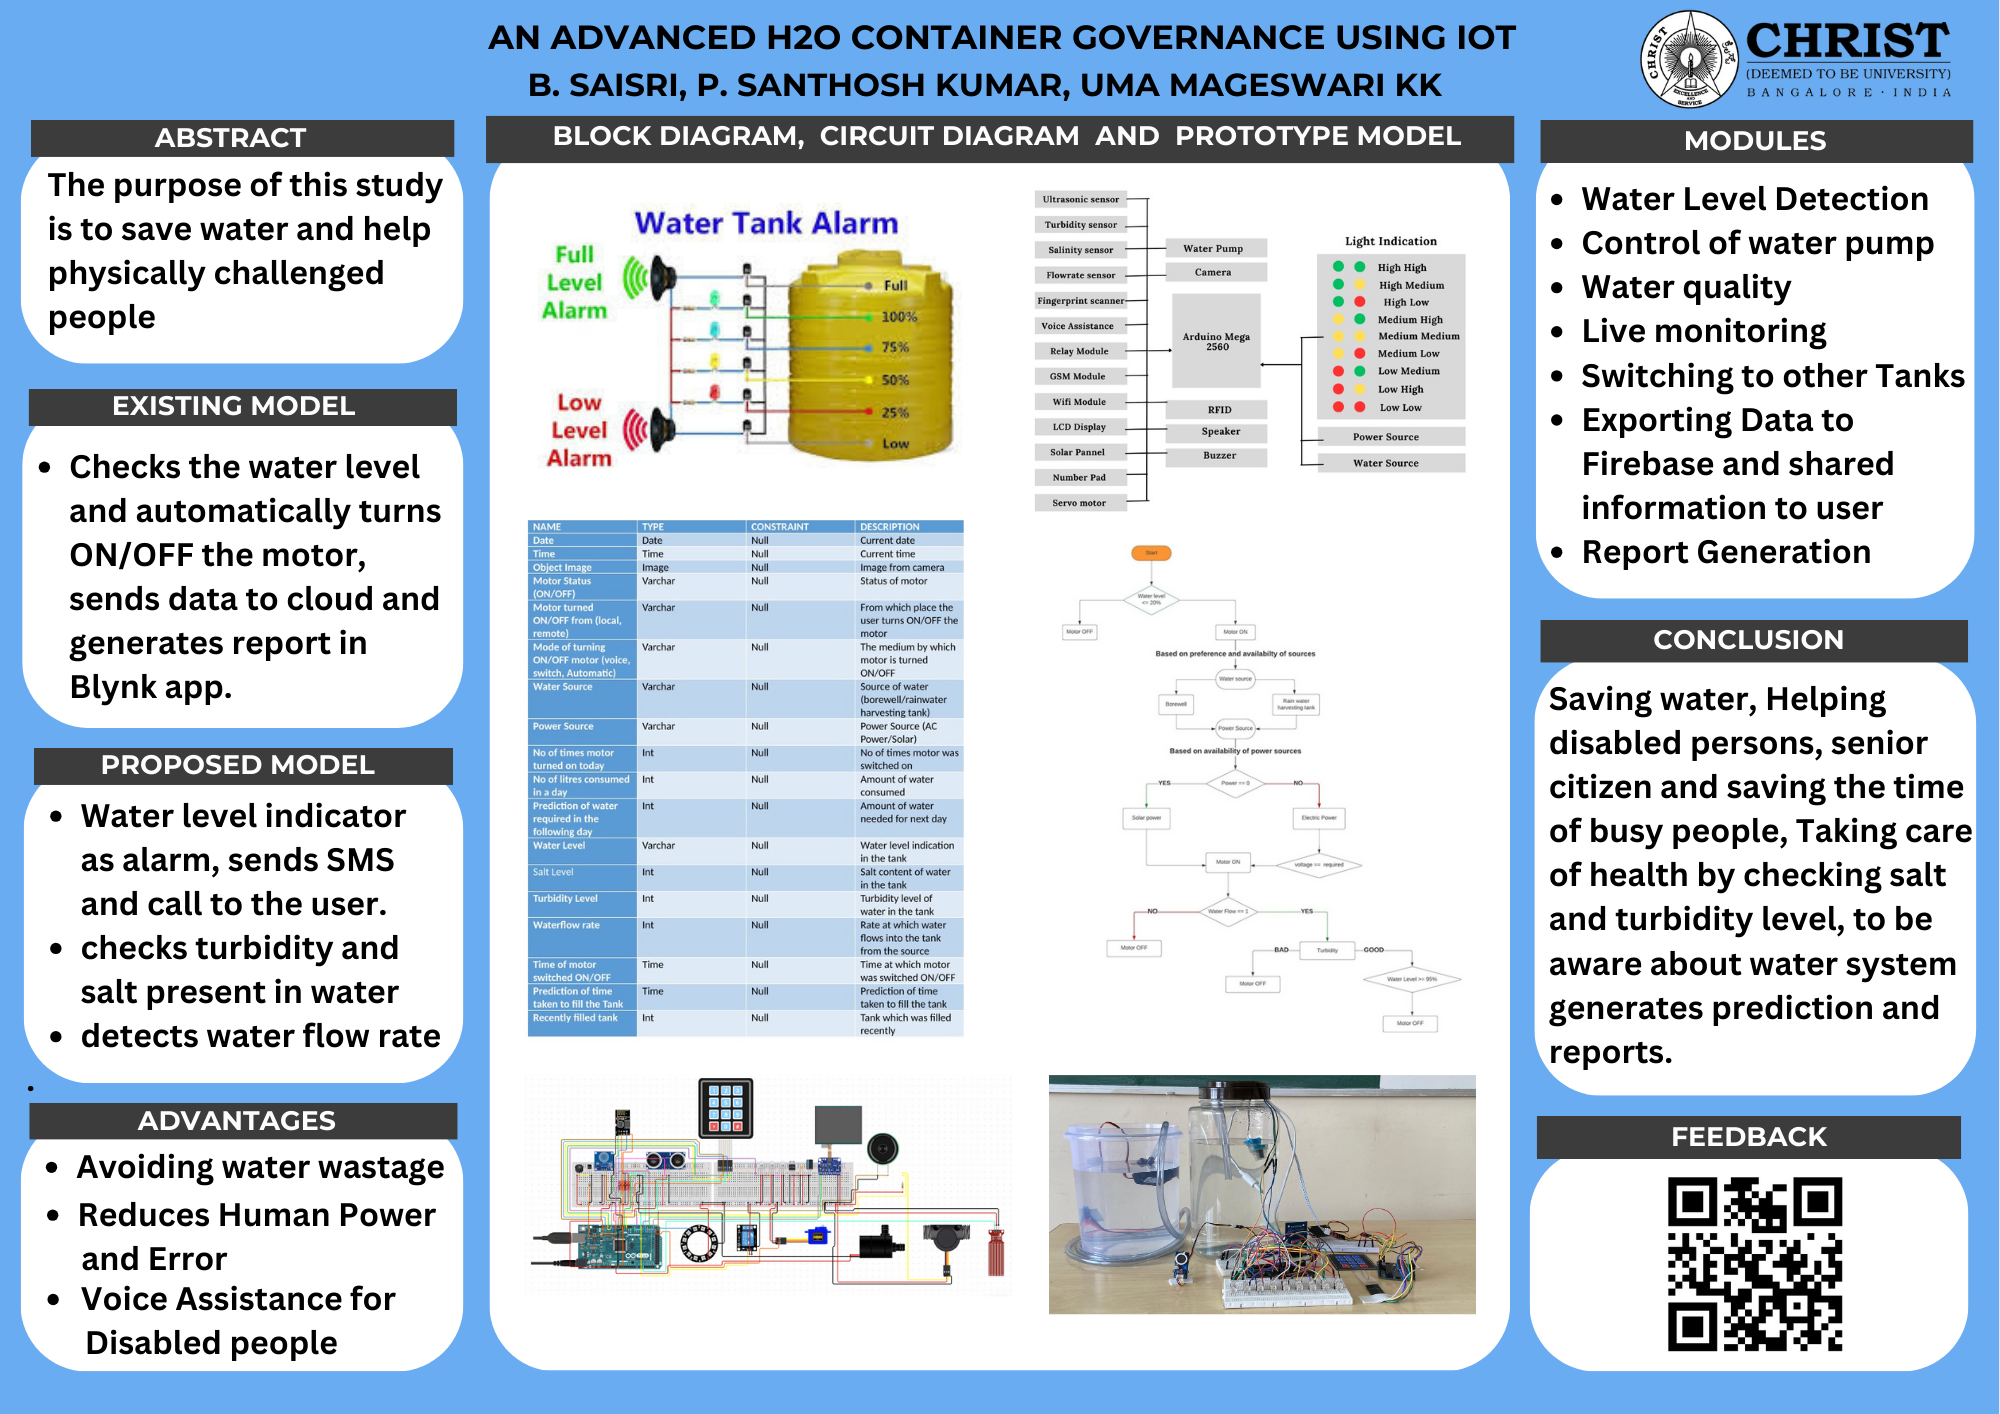 AN ADVANCED H2O CONTAINER GOVERNANCE USING IOT
B. SAISRI, P. SANTHOSH KUMAR, UMA MAGESWARI KK
CHRIST
EXCELLENCE
AND
SERVICE
CHRIST
(DEEMED TO BE UNIVERSITY)
BANGALORE · INDIA
ABSTRACT
The purpose of this study
is to save water and help
physically challenged
people
EXISTING MODEL
• Checks the water level
and automatically turns
ON/OFF the motor,
sends data to cloud and
generates report in
Blynk app.
PROPOSED MODEL
• Water level indicator
as alarm, sends SMS
and call to the user.
• checks turbidity and
salt present in water
• detects water flow rate
.
ADVANTAGES
• Avoiding water wastage
• Reduces Human Power
and Error
• Voice Assistance for
Disabled people
BLOCK DIAGRAM, CIRCUIT DIAGRAM AND PROTOTYPE MODEL
Water Tank Alarm
Full
Level
Alarm
Low
Level
Alarm
Full
100%
75%
50%
25%
Low
Ultrasonic sensor
Turbidity sensor
Salinity sensor
Flowrate sensor
Fingerprint scanner
Voice Assistance
Relay Module
GSM Module
Wifi Module
LCD Display
Solar Pannel
Number Pad
Servo motor
Water Pump
Camera
Arduino Mega
2560
RFID
Speaker
Buzzer
Light Indication
High High
High Medium
High Low
Medium High
Medium Medium
Medium Low
Low Medium
Low High
Low Low
Power Source
Water Source
NAME TYPE CONSTRAINT DESCRIPTION
Date Date Null Current date
Time Time Null Current time
Object Image Image Null Image from camera
Motor Status Varchar Null Status of motor
(ON/OFF)
Motor turned Varchar Null From which place the
ON/OFF from (local, user turns ON/OFF the
remote) motor
Mode of turning Varchar Null The medium by which
ON/OFF motor (voice, motor is turned
switch, Automatic) ON/OFF
Water Source Varchar Null Source of water
(borewell/rainwater
harvesting tank)
Power Source Varchar Null Power Source (AC
Power/Solar)
No of times motor Int Null No of times motor was
turned on today switched on
No of litres consumed Int Null Amount of water
in a day consumed
Prediction of water Int Null Amount of water
required in the needed for next day
following day
Water Level Varchar Null Water level indication
in the tank
Salt Level Int Null Salt content of water
in the tank
Turbidity Level Int Null Turbidity level of
water in the tank
Waterflow rate Int Null Rate at which water
flows into the tank
from the source
Time of motor Time Null Time at which motor
switched ON/OFF was switched ON/OFF
Prediction of time Time Null Prediction of time
taken to fill the Tank taken to fill the tank
Recently filled tank Int Null Tank which was filled
recently
Start
Water level
<= 20%
Motor OFF
Motor ON
Based on preference and availabilty of sources
Water source
Borewell
Rain water
harvesting tank
Power Source
Based on availability of power sources
YES
Power == 0
NO
Solar power
Electric Power
Motor ON
voltage == required
NO
Water Flow == 1
YES
Motor OFF
BAD
Turbidity
GOOD
Motor OFF
Water Level >= 95%
Motor OFF
MODULES
• Water Level Detection
• Control of water pump
• Water quality
• Live monitoring
• Switching to other Tanks
• Exporting Data to
Firebase and shared
information to user
• Report Generation
CONCLUSION
Saving water, Helping
disabled persons, senior
citizen and saving the time
of busy people, Taking care
of health by checking salt
and turbidity level, to be
aware about water system
generates prediction and
reports.
FEEDBACK